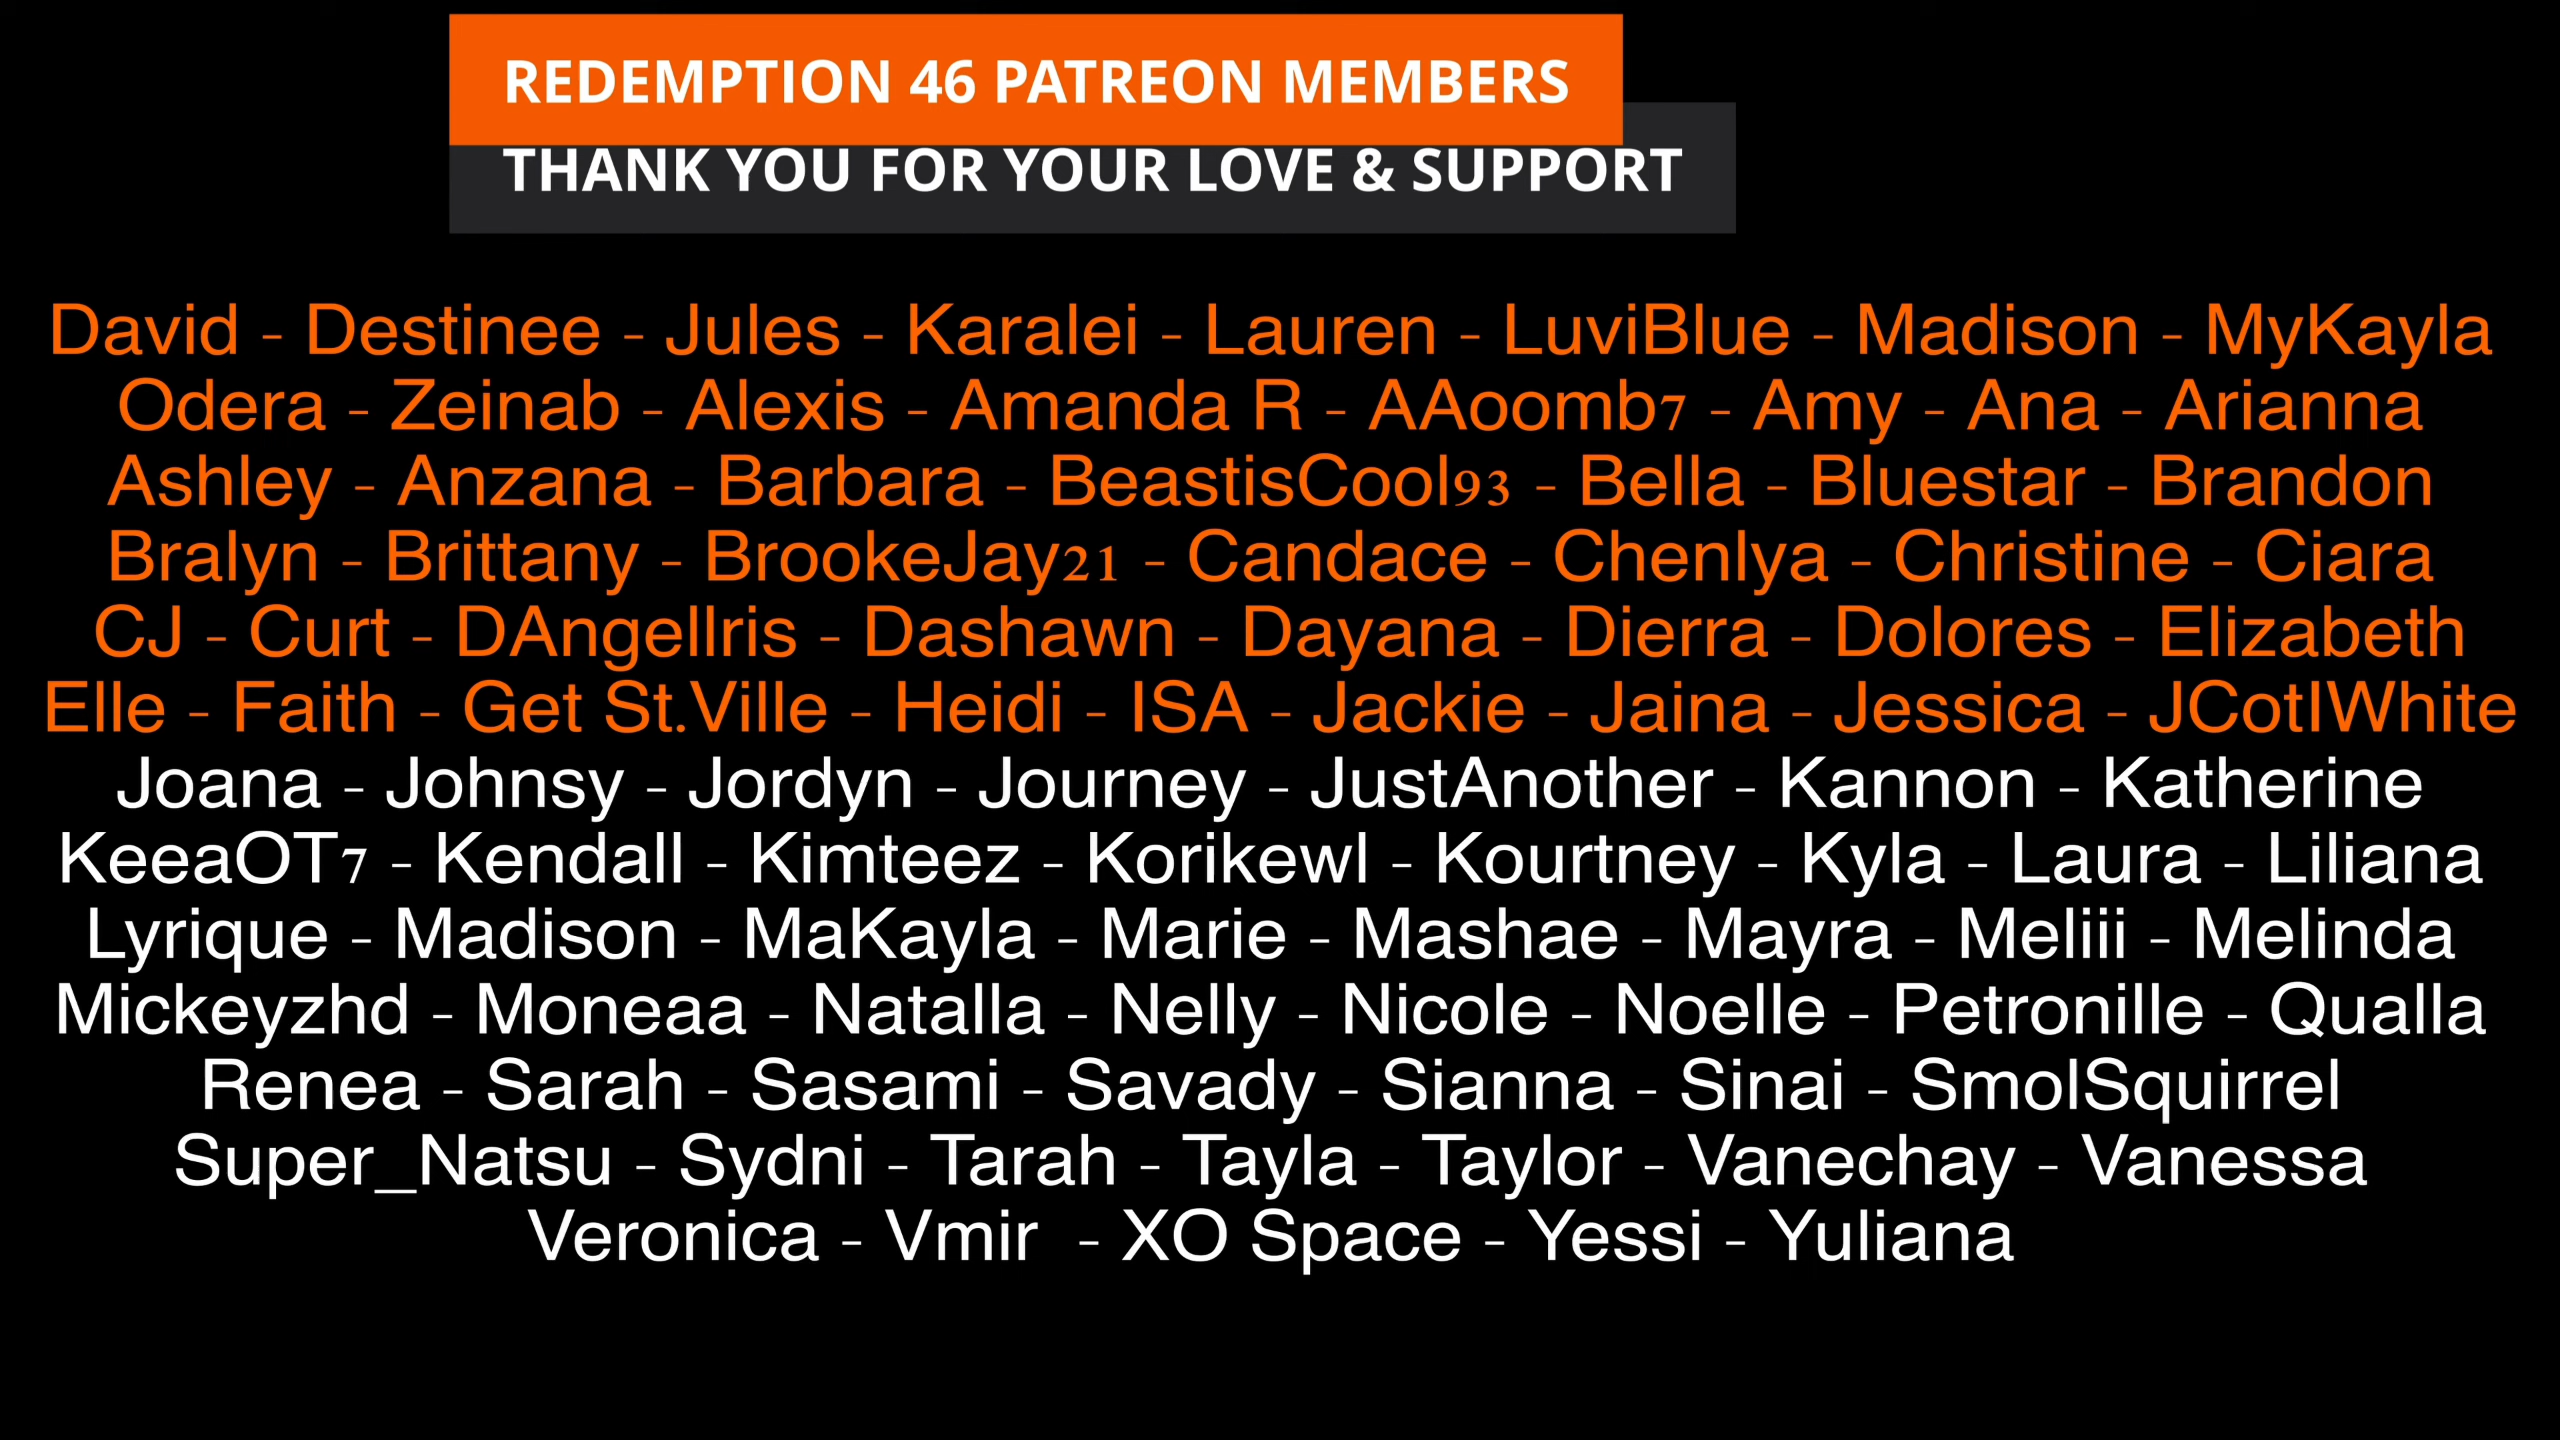 REDEMPTION 46 PATREON MEMBERS
THANK YOU FOR YOUR LOVE & SUPPORT
David - Destinee - Jules - Karalei - Lauren - LuviBlue - Madison - MyKayla
Odera - Zeinab - Alexis - Amanda R - AAoomb7 - Amy - Ana - Arianna
Ashley - Anzana - Barbara - BeastisCool93 - Bella - Bluestar - Brandon
Bralyn - Brittany - BrookeJay21 - Candace - Chenlya - Christine - Ciara
CJ - Curt - DAngelIris - Dashawn - Dayana - Dierra - Dolores - Elizabeth
Elle - Faith - Get St.Ville - Heidi - ISA - Jackie - Jaina - Jessica - JCotIWhite
Joana - Johnsy - Jordyn - Journey - JustAnother - Kannon - Katherine
KeeaOT7 - Kendall - Kimteez - Korikewl - Kourtney - Kyla - Laura - Liliana
Lyrique - Madison - MaKayla - Marie - Mashae - Mayra - Meliii - Melinda
Mickeyzhd - Moneaa - Natalla - Nelly - Nicole - Noelle - Petronille - Qualla
Renea - Sarah - Sasami - Savady - Sianna - Sinai - SmolSquirrel
Super_Natsu - Sydni - Tarah - Tayla - Taylor - Vanechay - Vanessa
Veronica - Vmir  - XO Space - Yessi - Yuliana